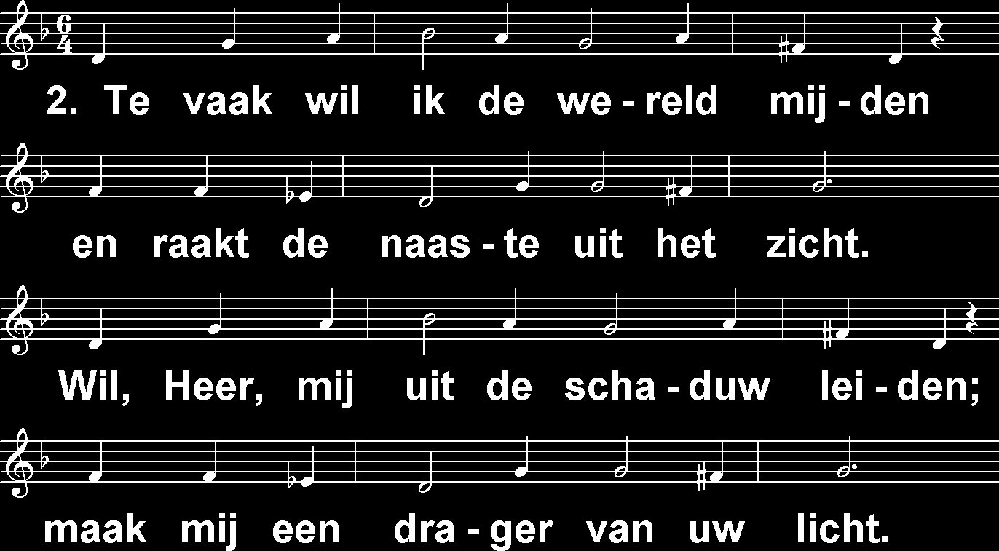 6
4
2. Te vaak wil ik de we - reld mij - den
en raakt de naas - te uit het zicht.
Wil, Heer, mij uit de scha - duw lei - den;
maak mij een dra - ger van uw licht.